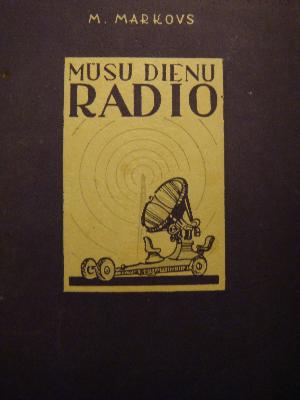 M. MARKOVS
MŪSU DIENU
RADIO